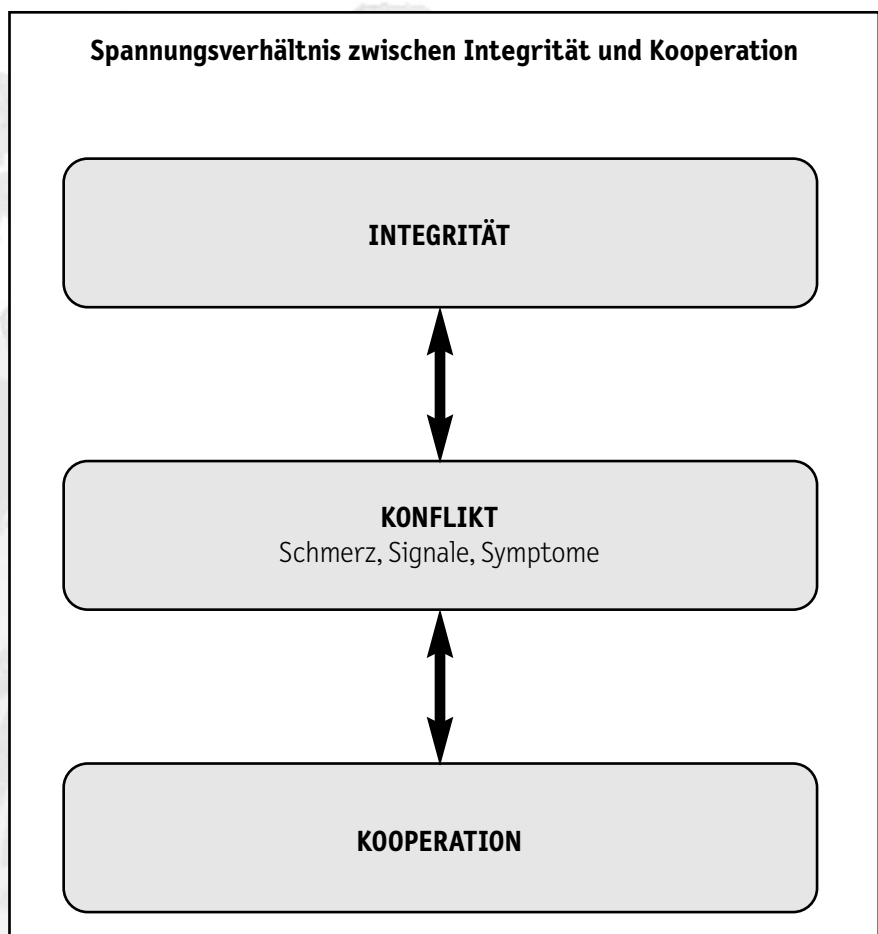 Spannungsverhältnis zwischen Integrität und Kooperation
INTEGRITÄT
KONFLIKT
Schmerz, Signale, Symptome
KOOPERATION